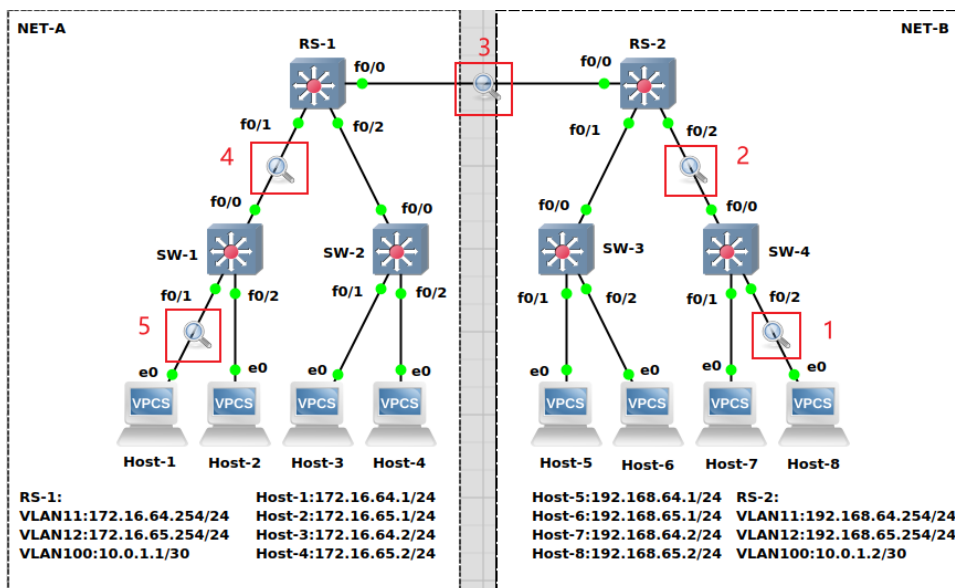 NET-A
NET-B
RS-1
3
RS-2
f0/0
f0/0
f0/1
f0/2
f0/1
f0/2
4
2
f0/0
f0/0
f0/0
f0/0
SW-1
SW-2
SW-3
SW-4
f0/1
f0/2
f0/1
f0/2
f0/1
f0/2
f0/1
f0/2
5
1
e0
e0
e0
e0
e0
e0
e0
e0
VPCS
VPCS
VPCS
VPCS
VPCS
VPCS
VPCS
VPCS
Host-1
Host-2
Host-3
Host-4
Host-5
Host-6
Host-7
Host-8
RS-1:
VLAN11:172.16.64.254/24
VLAN12:172.16.65.254/24
VLAN100:10.0.1.1/30
Host-1:172.16.64.1/24
Host-2:172.16.65.1/24
Host-3:172.16.64.2/24
Host-4:172.16.65.2/24
Host-5:192.168.64.1/24
Host-6:192.168.65.1/24
Host-7:192.168.64.2/24
Host-8:192.168.65.2/24
RS-2:
VLAN11:192.168.64.254/24
VLAN12:192.168.65.254/24
VLAN100:10.0.1.2/30